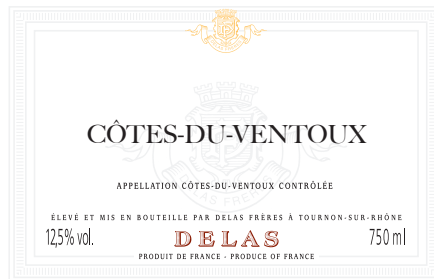 CÔTES-DU-VENTOUX
APPELLATION CÔTES-DU-VENTOUX CONTRÔLÉE
ÉLEVÉ ET MIS EN BOUTEILLE PAR DELAS FRÈRES À TOURNON-SUR-RHÔNE
12,5% vol. DELAS 750 ml
PRODUIT DE FRANCE - PRODUCE OF FRANCE